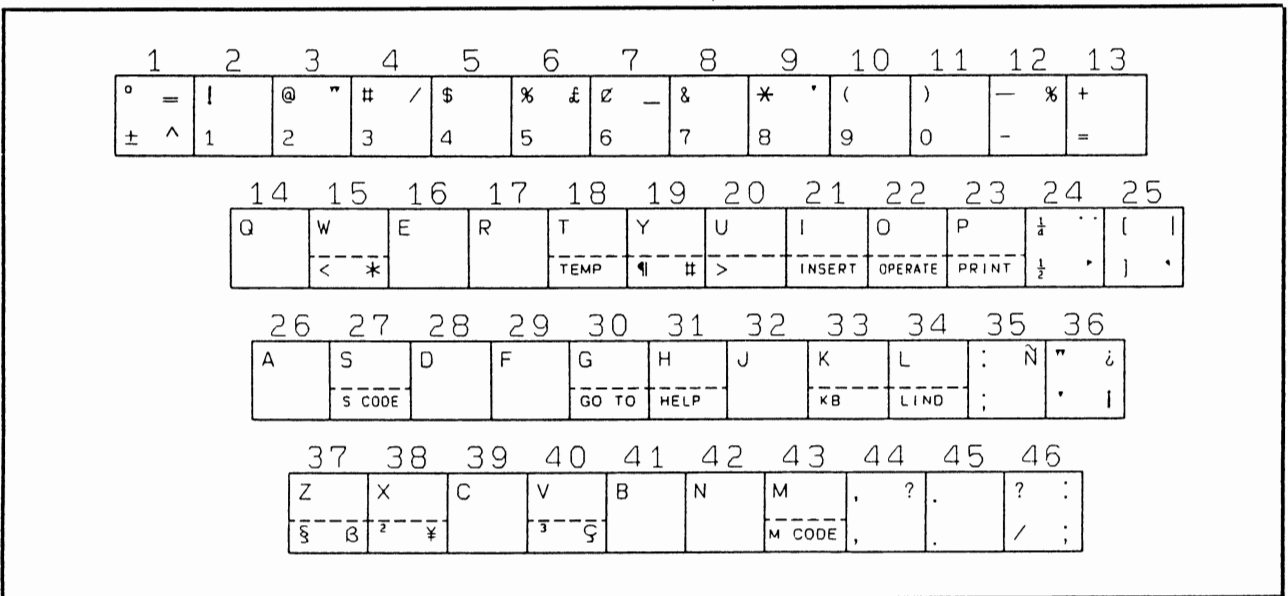 1 2 3 4 5 6 7 8 9 10 11 12 13
° = ! @ " # / $ % £ ¢ _ & * ' ( ) — % +
± ^ 1 2 3 4 5 6 7 8 9 0 - =
14 15 16 17 18 19 20 21 22 23 24 25
Q W E R T Y U I O P ¼ ¨ [ |
< * TEMP ¶ # > INSERT OPERATE PRINT ½ ´ ] `
26 27 28 29 30 31 32 33 34 35 36
A S D F G H J K L : Ñ " ¿
S CODE GO TO HELP KB LIND ; ' ¡
37 38 39 40 41 42 43 44 45 46
Z X C V B N M , ? . ? :
§ ß ² ¥ ³ Ç M CODE , . / ;